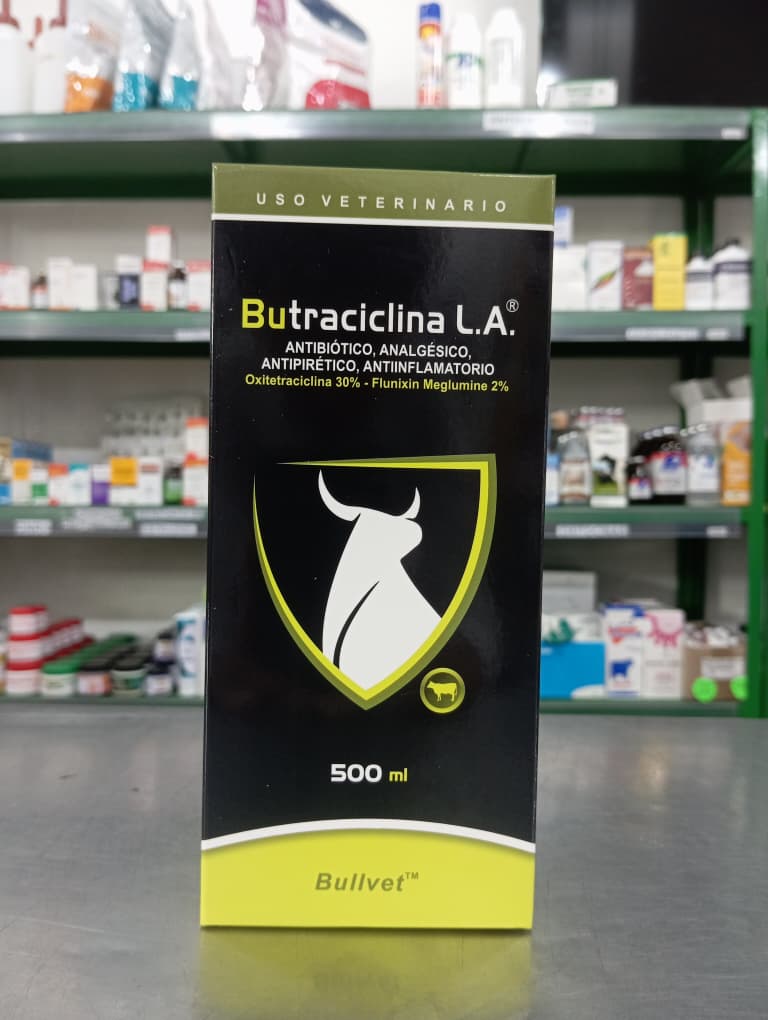 USO VETERINARIO
Butraciclina L.A.®
ANTIBIÓTICO, ANALGÉSICO,
ANTIPIRÉTICO, ANTIINFLAMATORIO
Oxitetraciclina 30% - Flunixin Meglumine 2%
500 ml
Bullvet™